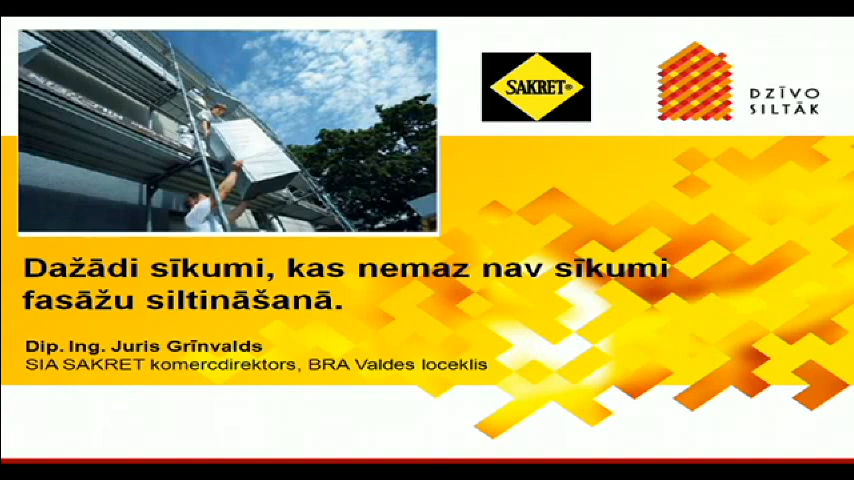 SAKRET®
DZĪVO
SILTĀK
Dažādi sīkumi, kas nemaz nav sīkumi
fasāžu siltināšanā.
Dip. Ing. Juris Grīnvalds
SIA SAKRET komercdirektors, BRA Valdes loceklis